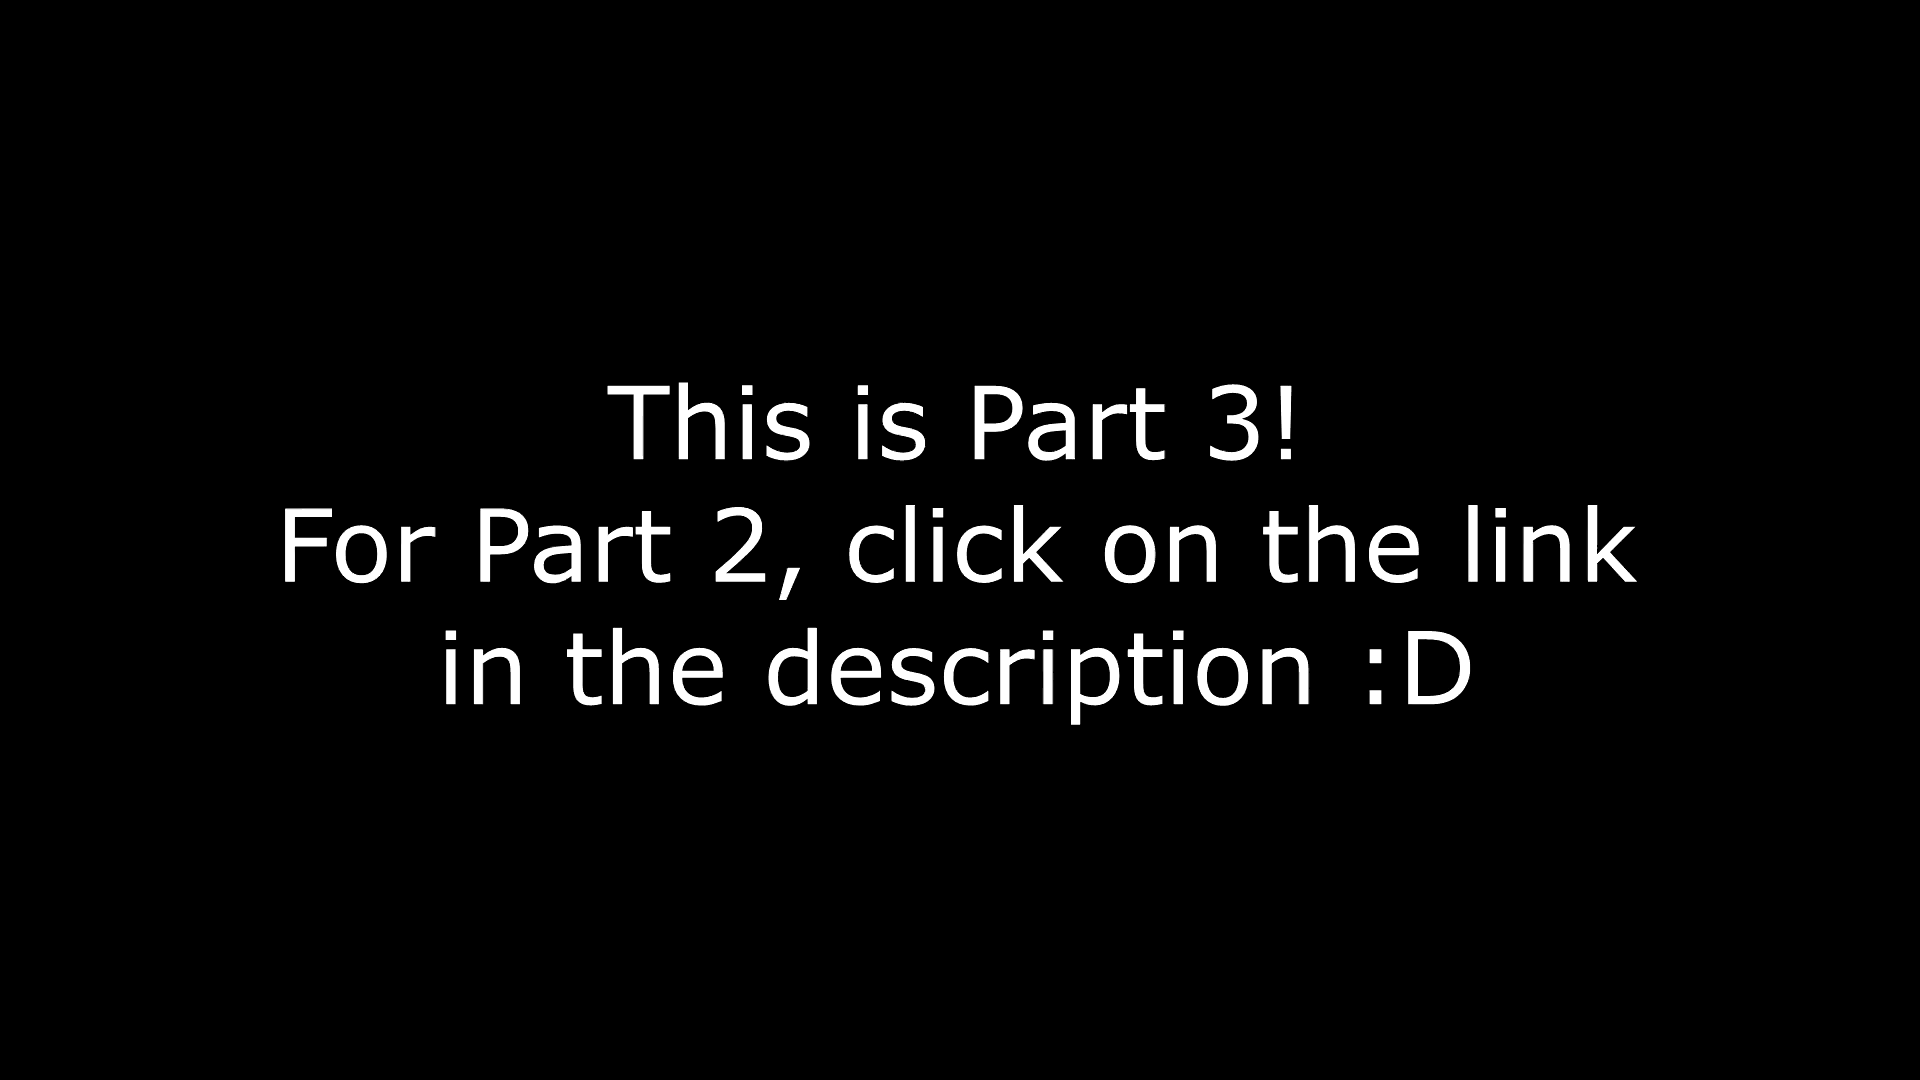 This is Part 3!
For Part 2, click on the link
in the description :D